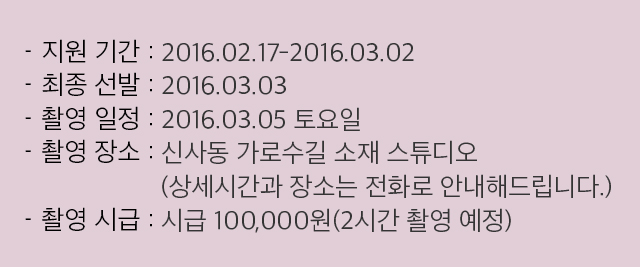 - 지원 기간 : 2016.02.17-2016.03.02
- 최종 선발 : 2016.03.03
- 촬영 일정 : 2016.03.05 토요일
- 촬영 장소 : 신사동 가로수길 소재 스튜디오
(상세시간과 장소는 전화로 안내해드립니다.)
- 촬영 시급 : 시급 100,000원(2시간 촬영 예정)